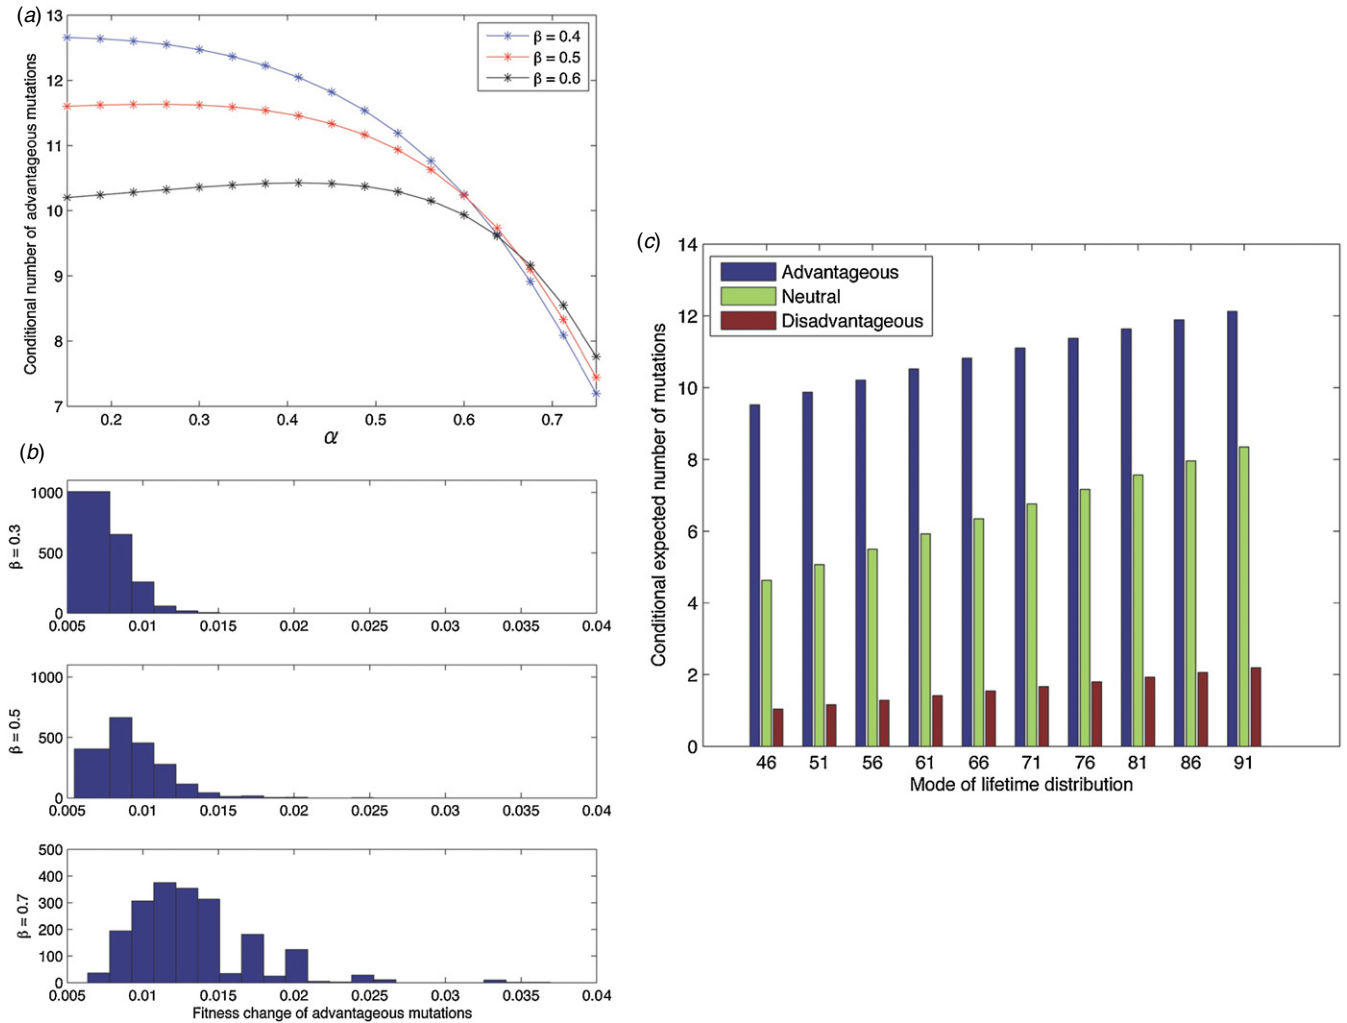 (a)
13
12
11
10
9
8
7
Conditional number of advantageous mutations
β = 0.4
β = 0.5
β = 0.6
0.2 0.3 0.4 0.5 0.6 0.7
α
(b)
1000
500
0
β = 0.3
0.005 0.01 0.015 0.02 0.025 0.03 0.035 0.04
1000
500
0
β = 0.5
0.005 0.01 0.015 0.02 0.025 0.03 0.035 0.04
500
400
300
200
100
0
β = 0.7
0.005 0.01 0.015 0.02 0.025 0.03 0.035 0.04
Fitness change of advantageous mutations
(c)
14
12
10
8
6
4
2
0
Conditional expected number of mutations
Advantageous
Neutral
Disadvantageous
46 51 56 61 66 71 76 81 86 91
Mode of lifetime distribution